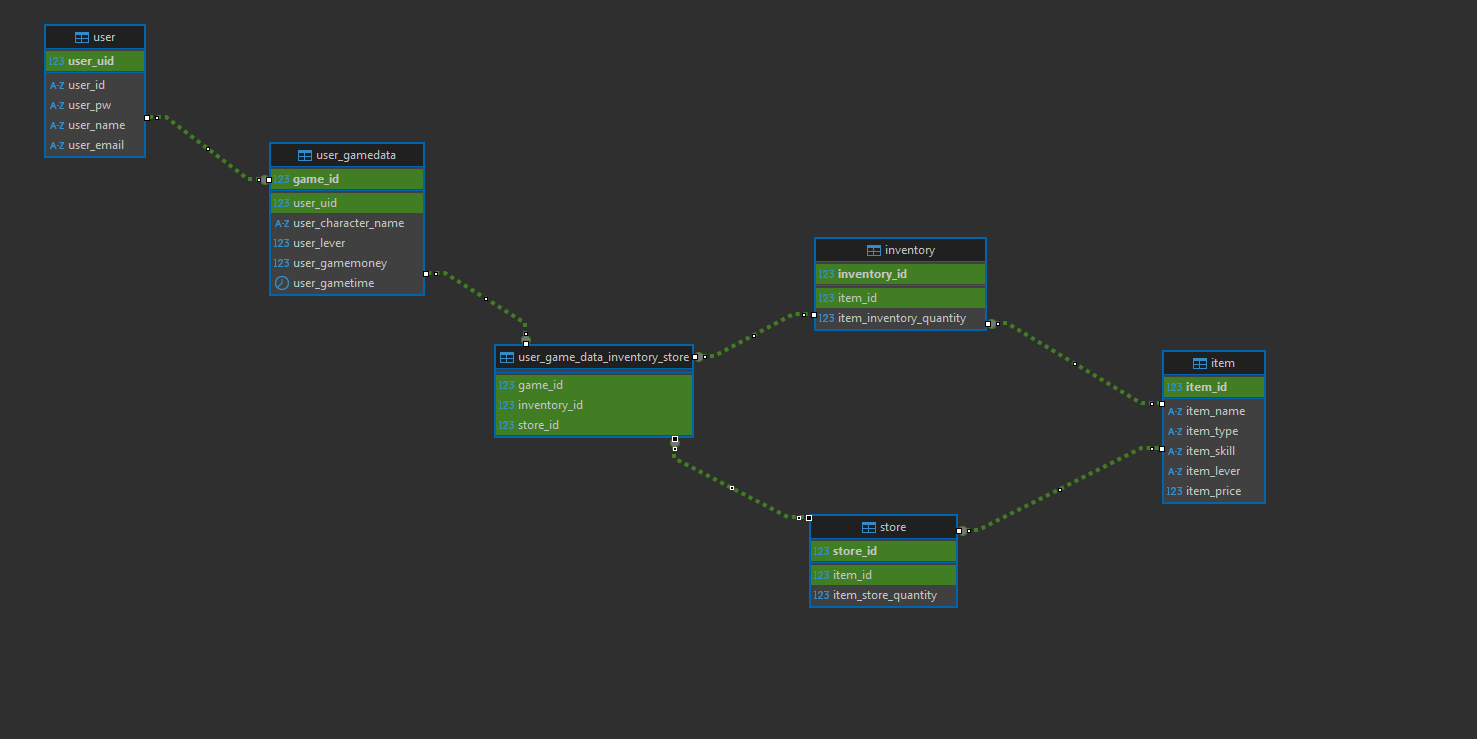 user
123 user_uid
A-Z user_id
A-Z user_pw
A-Z user_name
A-Z user_email
user_gamedata
123 game_id
123 user_uid
A-Z user_character_name
123 user_lever
123 user_gamemoney
user_gametime
user_game_data_inventory_store
123 game_id
123 inventory_id
123 store_id
inventory
123 inventory_id
123 item_id
123 item_inventory_quantity
item
123 item_id
A-Z item_name
A-Z item_type
A-Z item_skill
A-Z item_lever
123 item_price
store
123 store_id
123 item_id
123 item_store_quantity